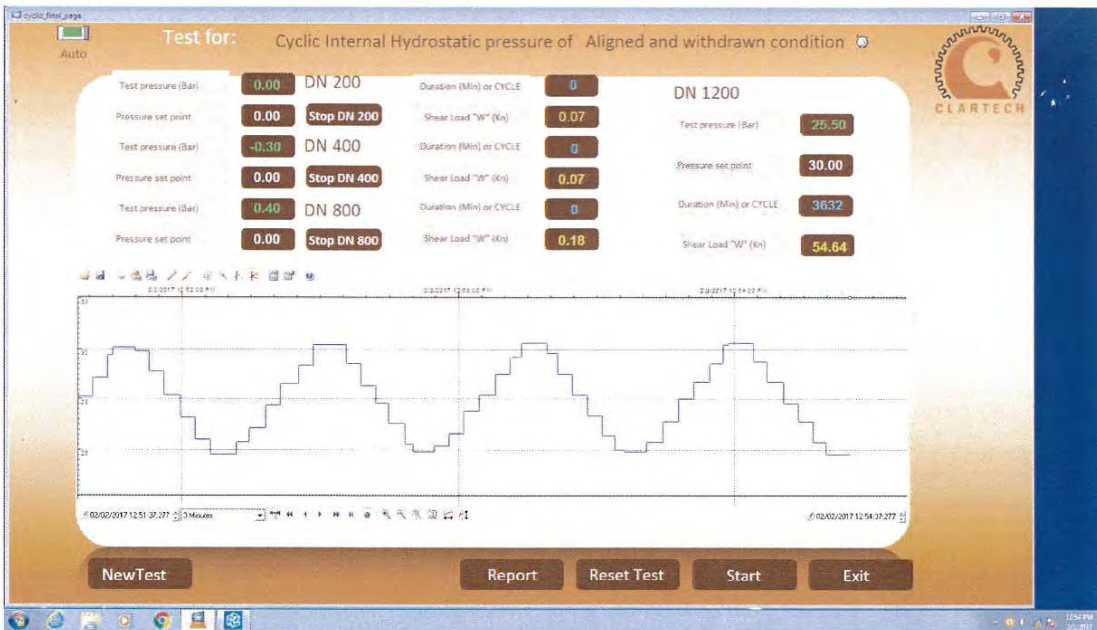 cyclic_final_page
Auto
Test for: Cyclic Internal Hydrostatic pressure of Aligned and withdrawn condition
CLARTECH
Test pressure (Bar) 0.00 DN 200 Duration (Min) or CYCLE 0
Pressure set point 0.00 Stop DN 200 Shear Load "W" (Kn) 0.07
Test pressure (Bar) -0.30 DN 400 Duration (Min) or CYCLE 0
Pressure set point 0.00 Stop DN 400 Shear Load "W" (Kn) 0.07
Test pressure (Bar) 0.40 DN 800 Duration (Min) or CYCLE 0
Pressure set point 0.00 Stop DN 800 Shear Load "W" (Kn) 0.18
DN 1200
Test pressure (Bar) 25.50
Pressure set point 30.00
Duration (Min) or CYCLE 3632
Shear Load "W" (Kn) 54.64
02/02/2017 12:51:37.277 3 Minutes 02/02/2017 12:54:37.277
NewTest Report Reset Test Start Exit
12:54 PM